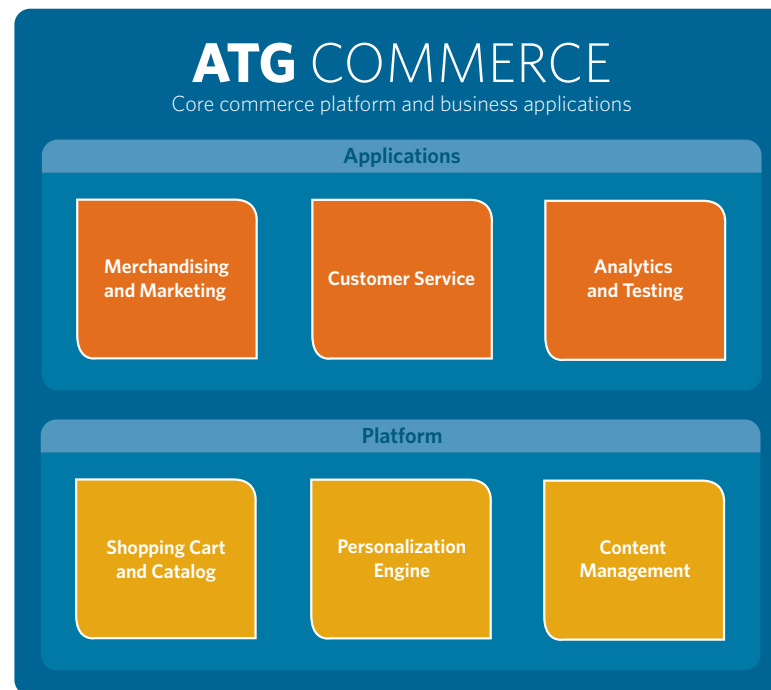 ATG COMMERCE
Core commerce platform and business applications
Applications
Merchandising
and Marketing
Customer Service
Analytics
and Testing
Platform
Shopping Cart
and Catalog
Personalization
Engine
Content
Management